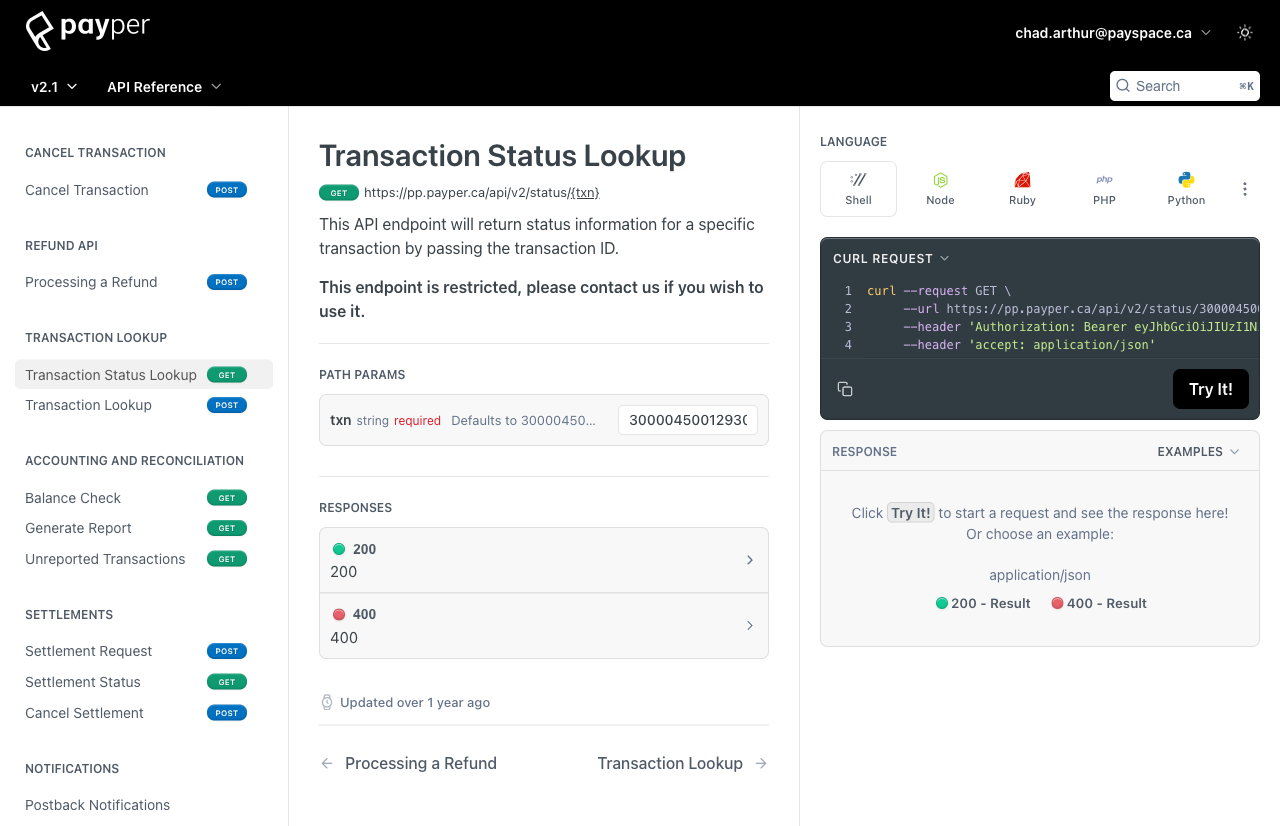 payper
chad.arthur@payspace.ca
v2.1
API Reference
Search
⌘K
CANCEL TRANSACTION
Cancel Transaction POST
REFUND API
Processing a Refund POST
TRANSACTION LOOKUP
Transaction Status Lookup GET
Transaction Lookup POST
ACCOUNTING AND RECONCILIATION
Balance Check GET
Generate Report GET
Unreported Transactions GET
SETTLEMENTS
Settlement Request POST
Settlement Status GET
Cancel Settlement POST
NOTIFICATIONS
Postback Notifications
Transaction Status Lookup
GET https://pp.payper.ca/api/v2/status/{txn}
This API endpoint will return status information for a specific
transaction by passing the transaction ID.
This endpoint is restricted, please contact us if you wish to
use it.
PATH PARAMS
txn string required Defaults to 30000450… 30000450012930
RESPONSES
200
200
400
400
Updated over 1 year ago
Processing a Refund
Transaction Lookup
LANGUAGE
Shell
Node
php
Ruby
PHP
Python
CURL REQUEST
1 curl --request GET \
2 --url https://pp.payper.ca/api/v2/status/30000450
3 --header 'Authorization: Bearer eyJhbGciOiJIUzI1N
4 --header 'accept: application/json'
Try It!
RESPONSE
EXAMPLES
Click Try It! to start a request and see the response here!
Or choose an example:
application/json
200 - Result
400 - Result